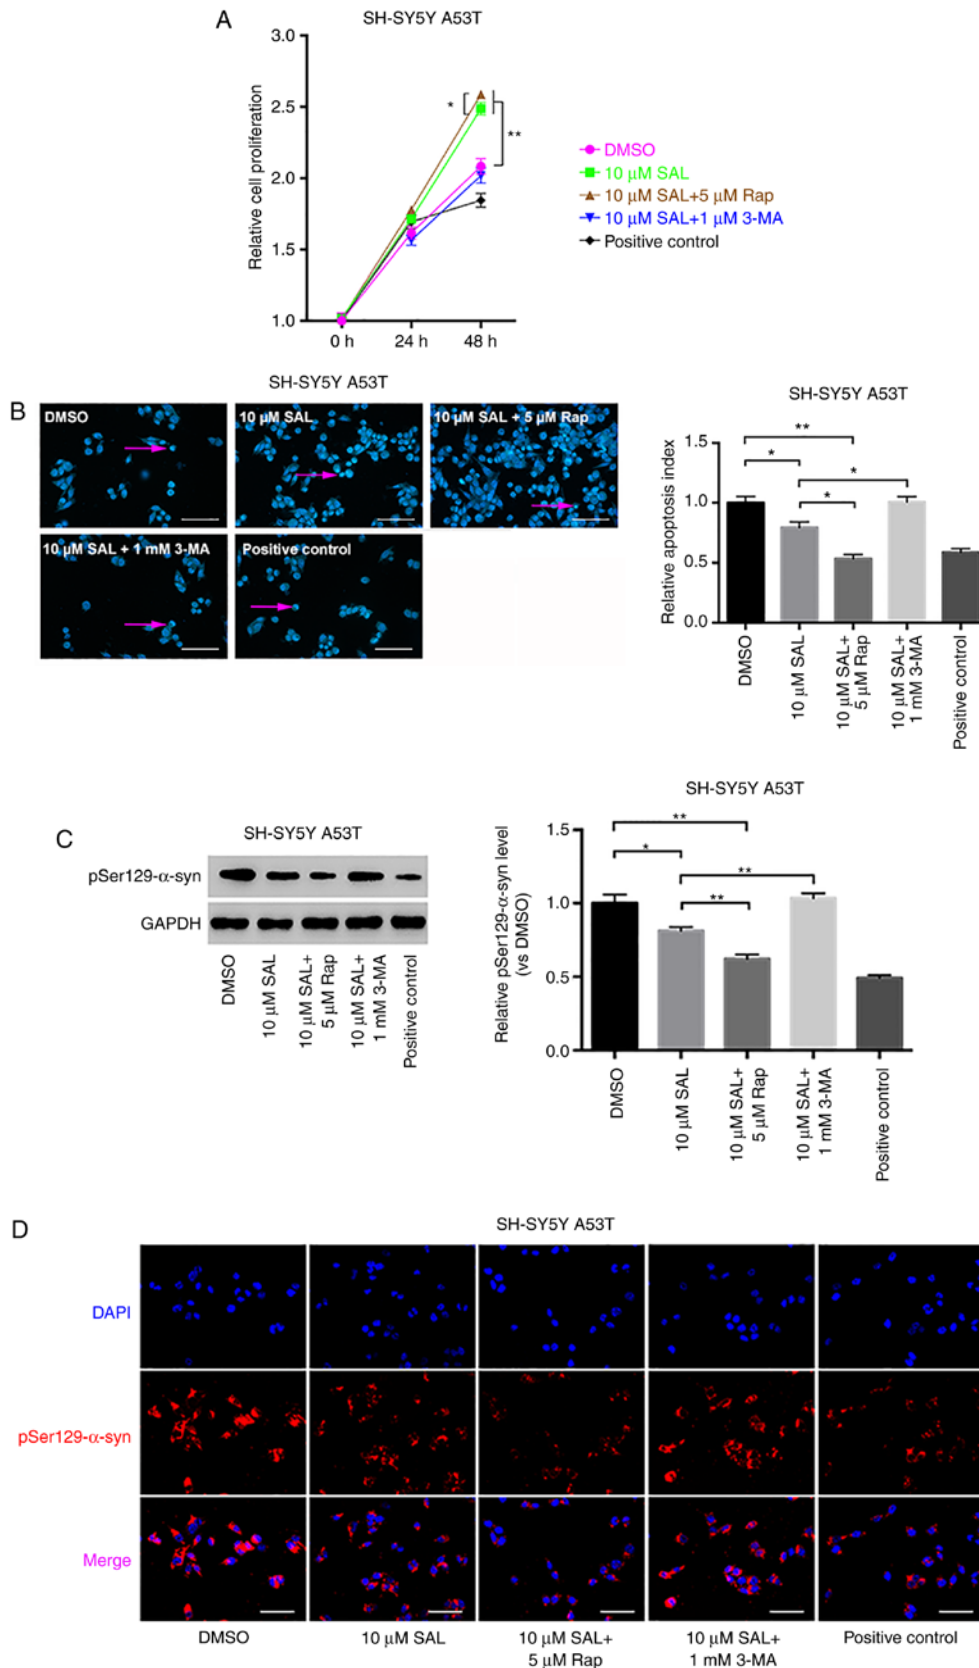 A
SH-SY5Y A53T
Relative cell proliferation
3.0
2.5
2.0
1.5
1.0
0 h
24 h
48 h
*
**
DMSO
10 µM SAL
10 µM SAL+5 µM Rap
10 µM SAL+1 µM 3-MA
Positive control
B
SH-SY5Y A53T
DMSO
10 µM SAL
10 µM SAL + 5 µM Rap
10 µM SAL + 1 mM 3-MA
Positive control
SH-SY5Y A53T
Relative apoptosis index
1.5
1.0
0.5
0.0
**
*
*
*
DMSO
10 µM SAL
10 µM SAL+
5 µM Rap
10 µM SAL+
1 mM 3-MA
Positive control
C
SH-SY5Y A53T
pSer129-α-syn
GAPDH
DMSO
10 µM SAL
10 µM SAL+
5 µM Rap
10 µM SAL+
1 mM 3-MA
Positive control
SH-SY5Y A53T
Relative pSer129-α-syn level
(vs DMSO)
1.5
1.0
0.5
0.0
**
*
**
**
DMSO
10 µM SAL
10 µM SAL+
5 µM Rap
10 µM SAL+
1 mM 3-MA
Positive control
D
SH-SY5Y A53T
DAPI
pSer129-α-syn
Merge
DMSO
10 µM SAL
10 µM SAL+
5 µM Rap
10 µM SAL+
1 mM 3-MA
Positive control